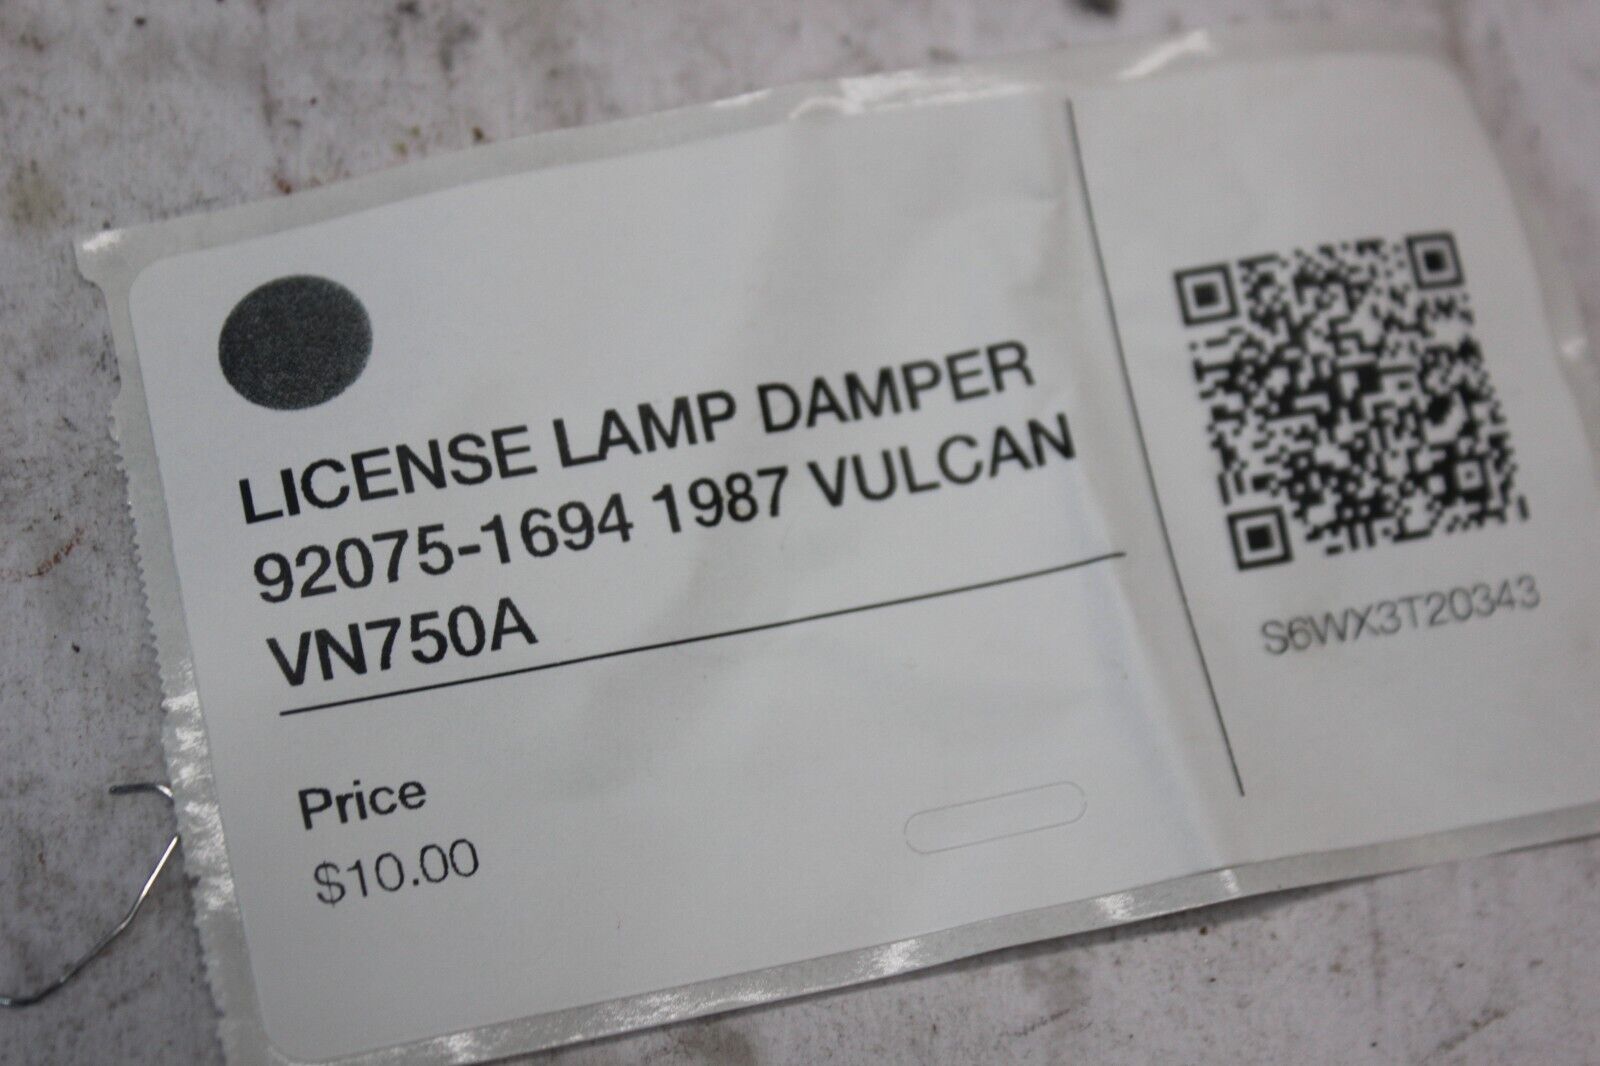 LICENSE LAMP DAMPER
92075-1694 1987 VULCAN
VN750A
Price
$10.00
S6WX3T20343